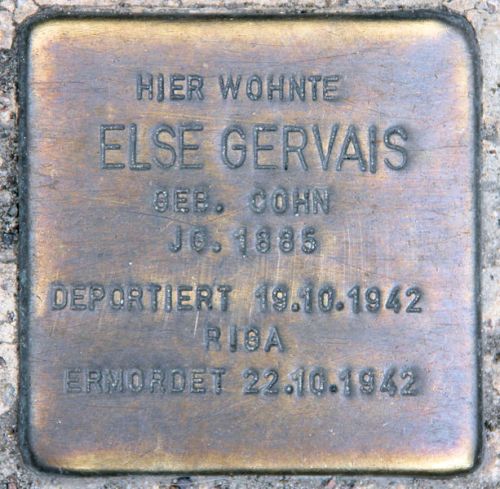 HIER WOHNTE
ELSE GERVAIS
GEB. COHN
JG. 1885
DEPORTIERT 19.10.1942
RIGA
ERMORDET 22.10.1942